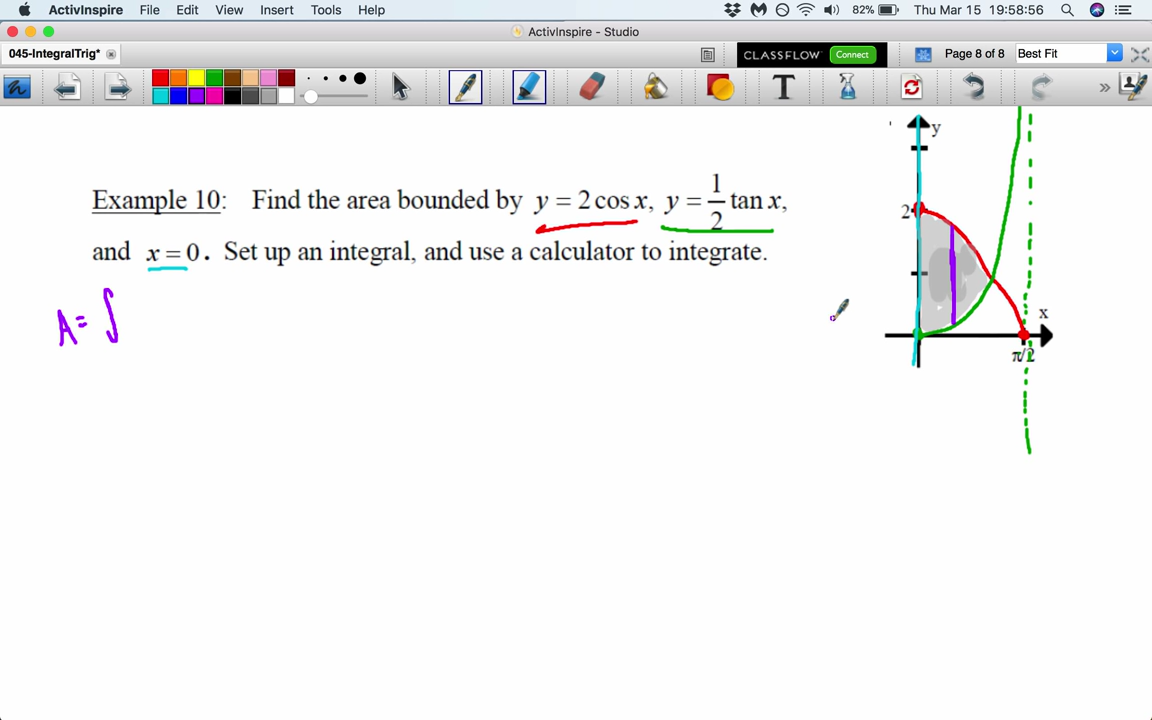 ActivInspire File Edit View Insert Tools Help 82% Thu Mar 15 19:58:56
ActivInspire - Studio
045-IntegralTrig*
CLASSFLOW Connect Page 8 of 8 Best Fit
T »
y
Example 10: Find the area bounded by y = 2 cos x, y = 1/2 tan x,
2
and x = 0. Set up an integral, and use a calculator to integrate.
A = ∫
x
π/2